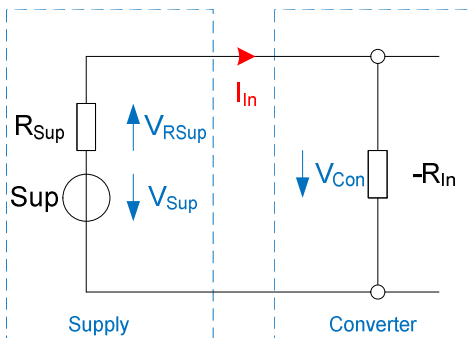 I_In
R_Sup
V_RSup
Sup
V_Sup
V_Con
-R_In
Supply
Converter